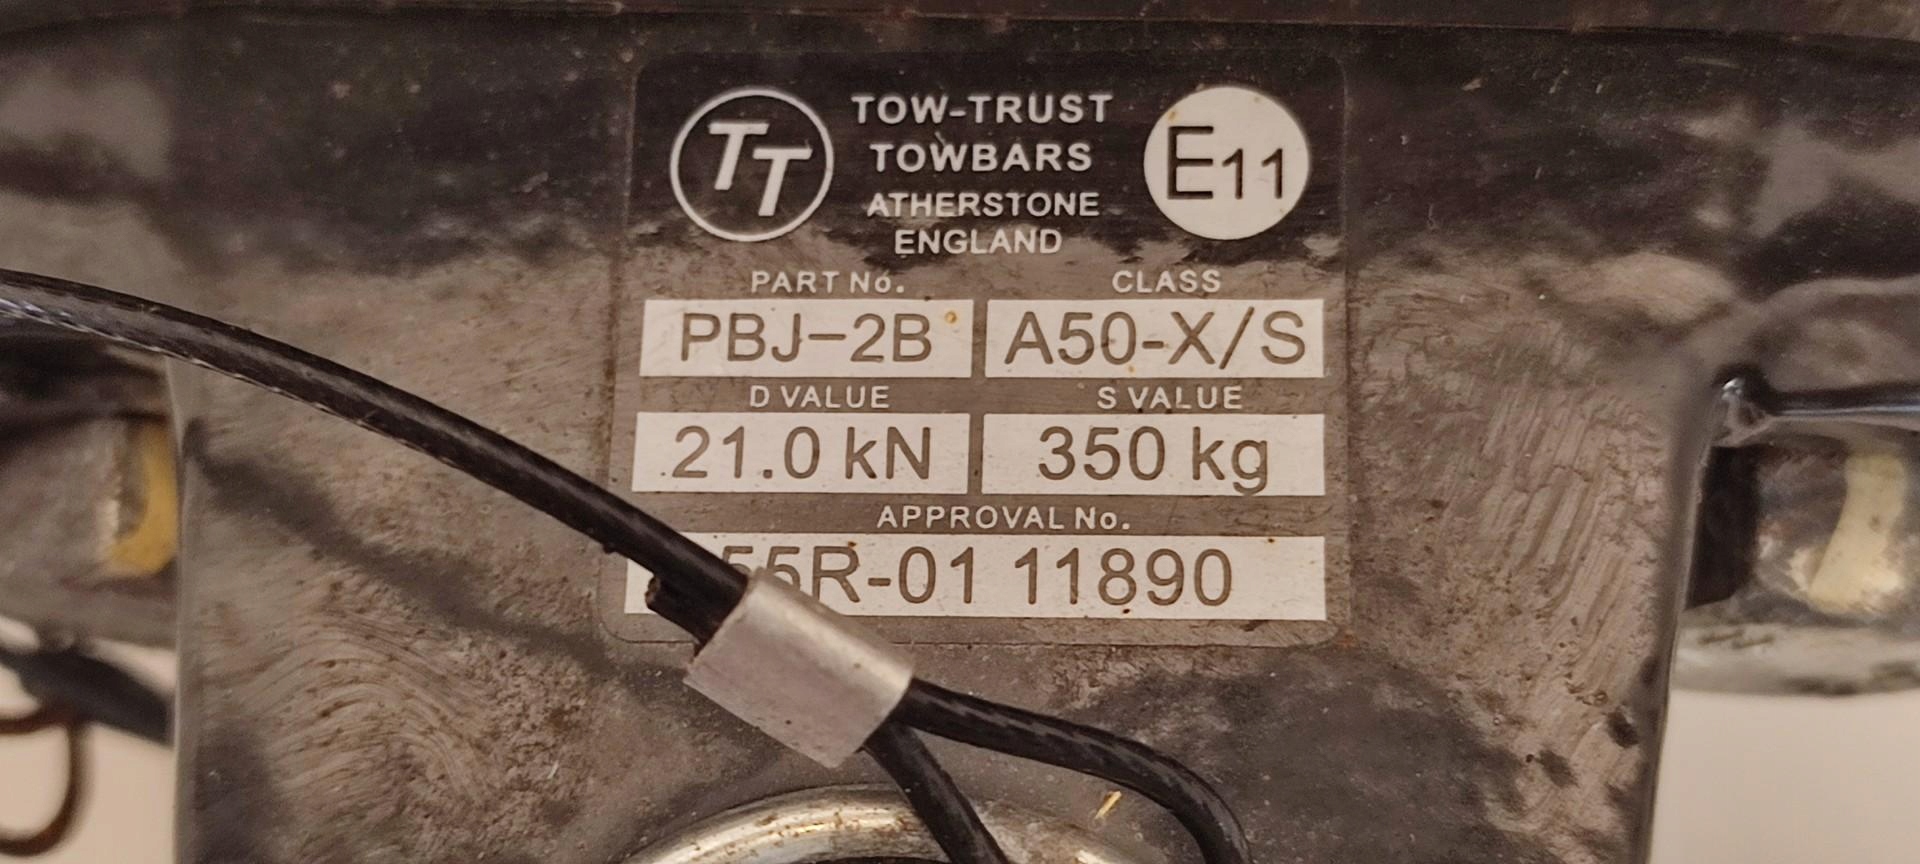 TT
TOW-TRUST
TOWBARS
ATHERSTONE
ENGLAND
E11
PART No. CLASS
PBJ-2B A50-X/S
D VALUE S VALUE
21.0 kN 350 kg
APPROVAL No.
55R-01 11890